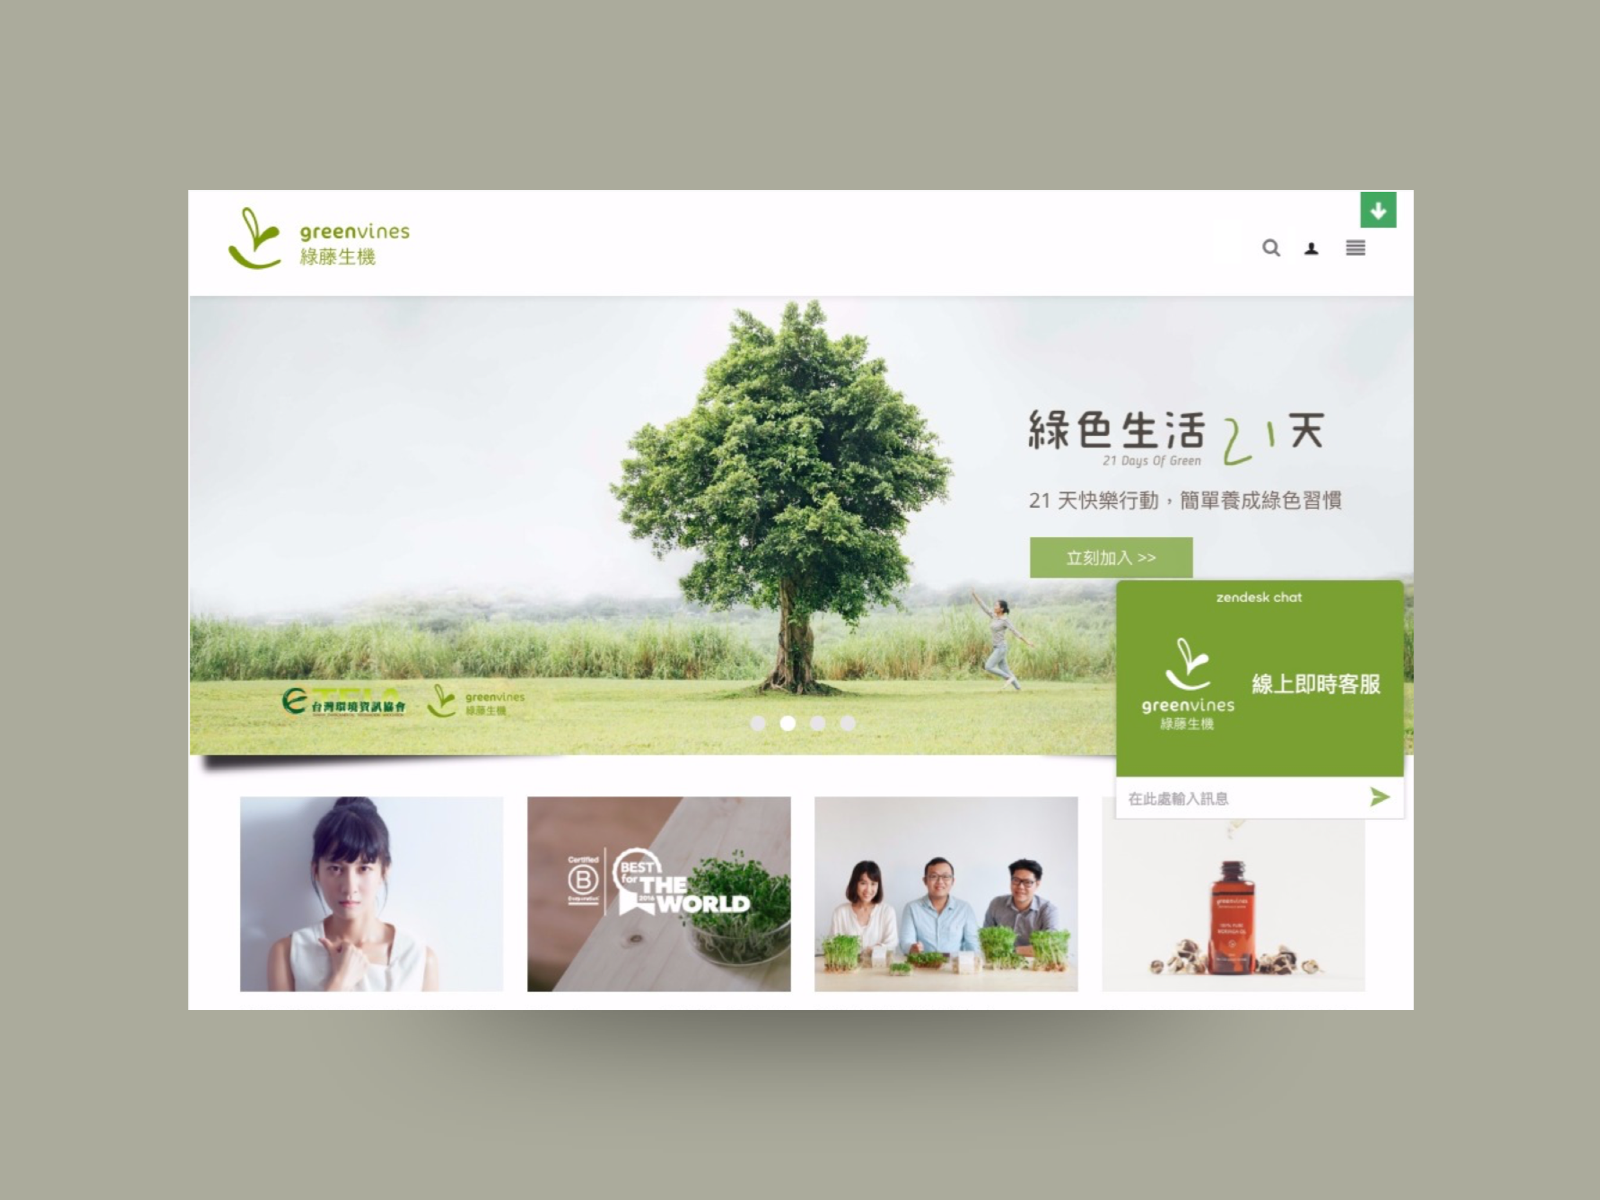 greenvines
綠藤生機
綠色生活21天
21 Days Of Green
21 天快樂行動，簡單養成綠色習慣
立刻加入 >>
zendesk chat
greenvines
綠藤生機
線上即時客服
在此處輸入訊息
台灣環境資訊協會
greenvines
綠藤生機
Certified
B
Corporation
BEST
for THE
2016 WORLD
greenvines